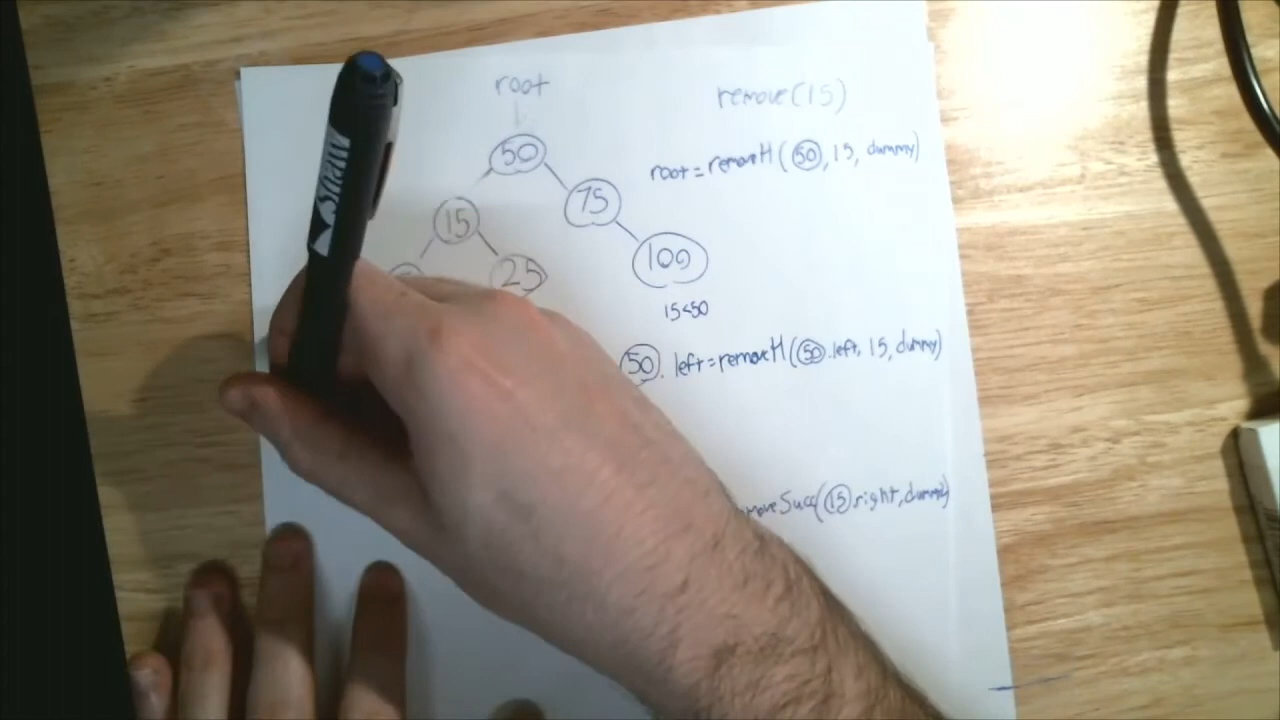 root
remove(15)
50
root = removeH (50, 15, dummy)
75
15
100
25
15<50
50. left = removeH(50.left, 15, dummy)
moveSucc(15 right, dummy)